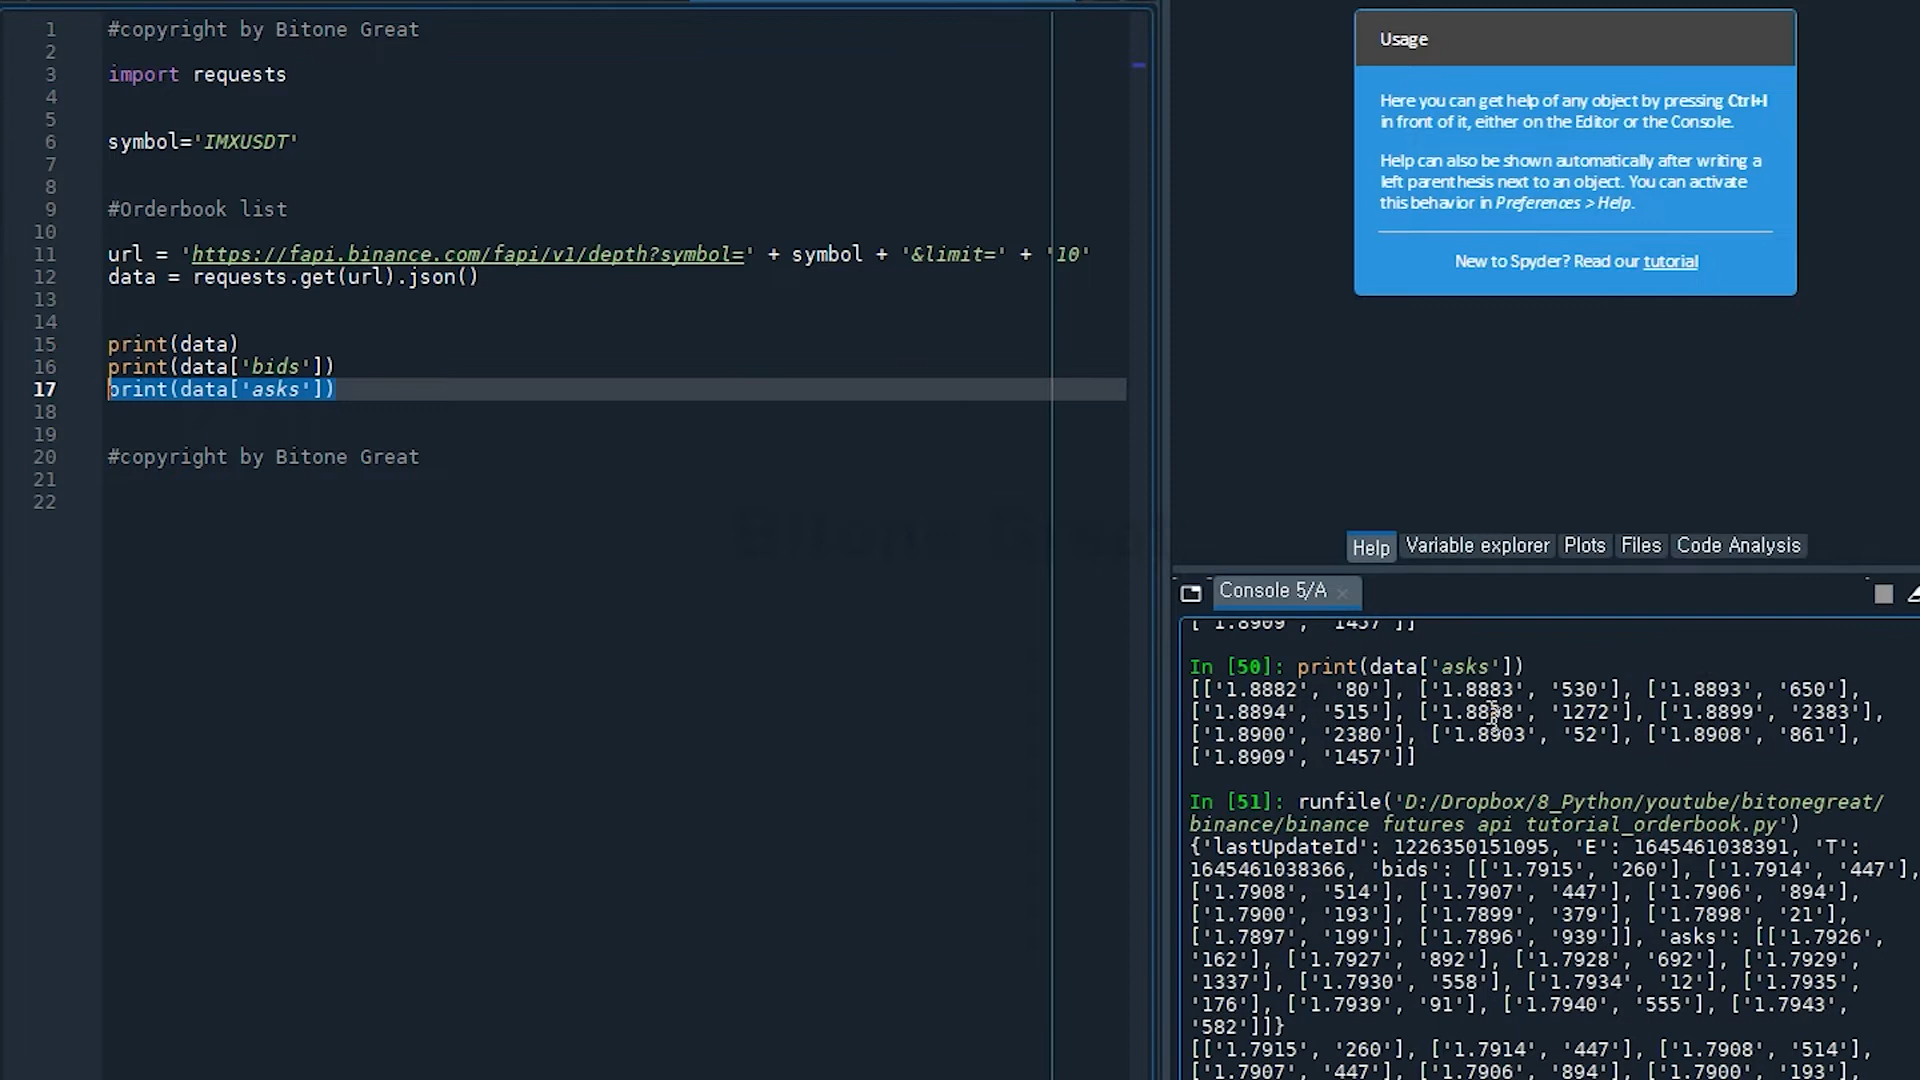 1 #copyright by Bitone Great
2
3 import requests
4
5
6 symbol='IMXUSDT'
7
8
9 #Orderbook list
10
11 url = 'https://fapi.binance.com/fapi/v1/depth?symbol=' + symbol + '&limit=' + '10'
12 data = requests.get(url).json()
13
14
15 print(data)
16 print(data['bids'])
17 print(data['asks'])
18
19
20 #copyright by Bitone Great
21
22
Usage
Here you can get help of any object by pressing Ctrl+I
in front of it, either on the Editor or the Console.
Help can also be shown automatically after writing a
left parenthesis next to an object. You can activate
this behavior in Preferences > Help.
New to Spyder? Read our tutorial
Help Variable explorer Plots Files Code Analysis
Console 5/A
['1.8909', '1457']]
In [50]: print(data['asks'])
[['1.8882', '80'], ['1.8883', '530'], ['1.8893', '650'],
['1.8894', '515'], ['1.8898', '1272'], ['1.8899', '2383'],
['1.8900', '2380'], ['1.8903', '52'], ['1.8908', '861'],
['1.8909', '1457']]
In [51]: runfile('D:/Dropbox/8_Python/youtube/bitonegreat/
binance/binance futures api tutorial_orderbook.py')
{'lastUpdateId': 1226350151095, 'E': 1645461038391, 'T':
1645461038366, 'bids': [['1.7915', '260'], ['1.7914', '447'],
['1.7908', '514'], ['1.7907', '447'], ['1.7906', '894'],
['1.7900', '193'], ['1.7899', '379'], ['1.7898', '21'],
['1.7897', '199'], ['1.7896', '939']], 'asks': [['1.7926',
'162'], ['1.7927', '892'], ['1.7928', '692'], ['1.7929',
'1337'], ['1.7930', '558'], ['1.7934', '12'], ['1.7935',
'176'], ['1.7939', '91'], ['1.7940', '555'], ['1.7943',
'582']]}
[['1.7915', '260'], ['1.7914', '447'], ['1.7908', '514'],
['1.7907', '447'], ['1.7906', '894'], ['1.7900', '193'],